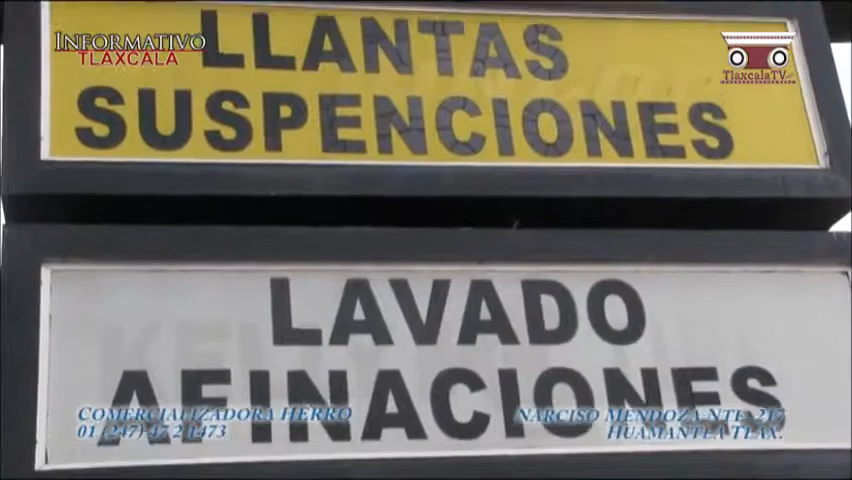 LLANTAS
SUSPENCIONES
INFORMATIVO
TLAXCALA
TlaxcalaTV
LAVADO
AFINACIONES
COMERCIALIZADORA HERRO
01 (247) 47 2 1473
NARCISO MENDOZA NTE. 217
HUAMANTLA TLAX.